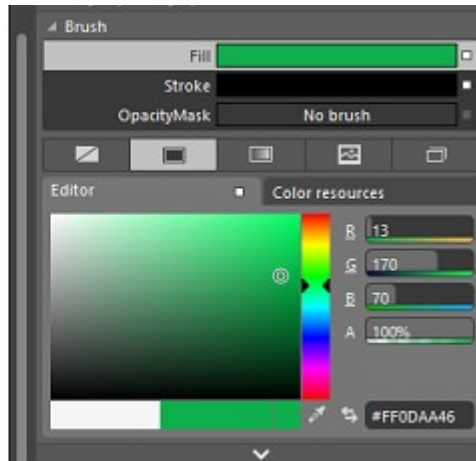 Brush
Fill
Stroke
OpacityMask No brush
Editor Color resources
R 13
G 170
B 70
A 100%
#FF0DAA46